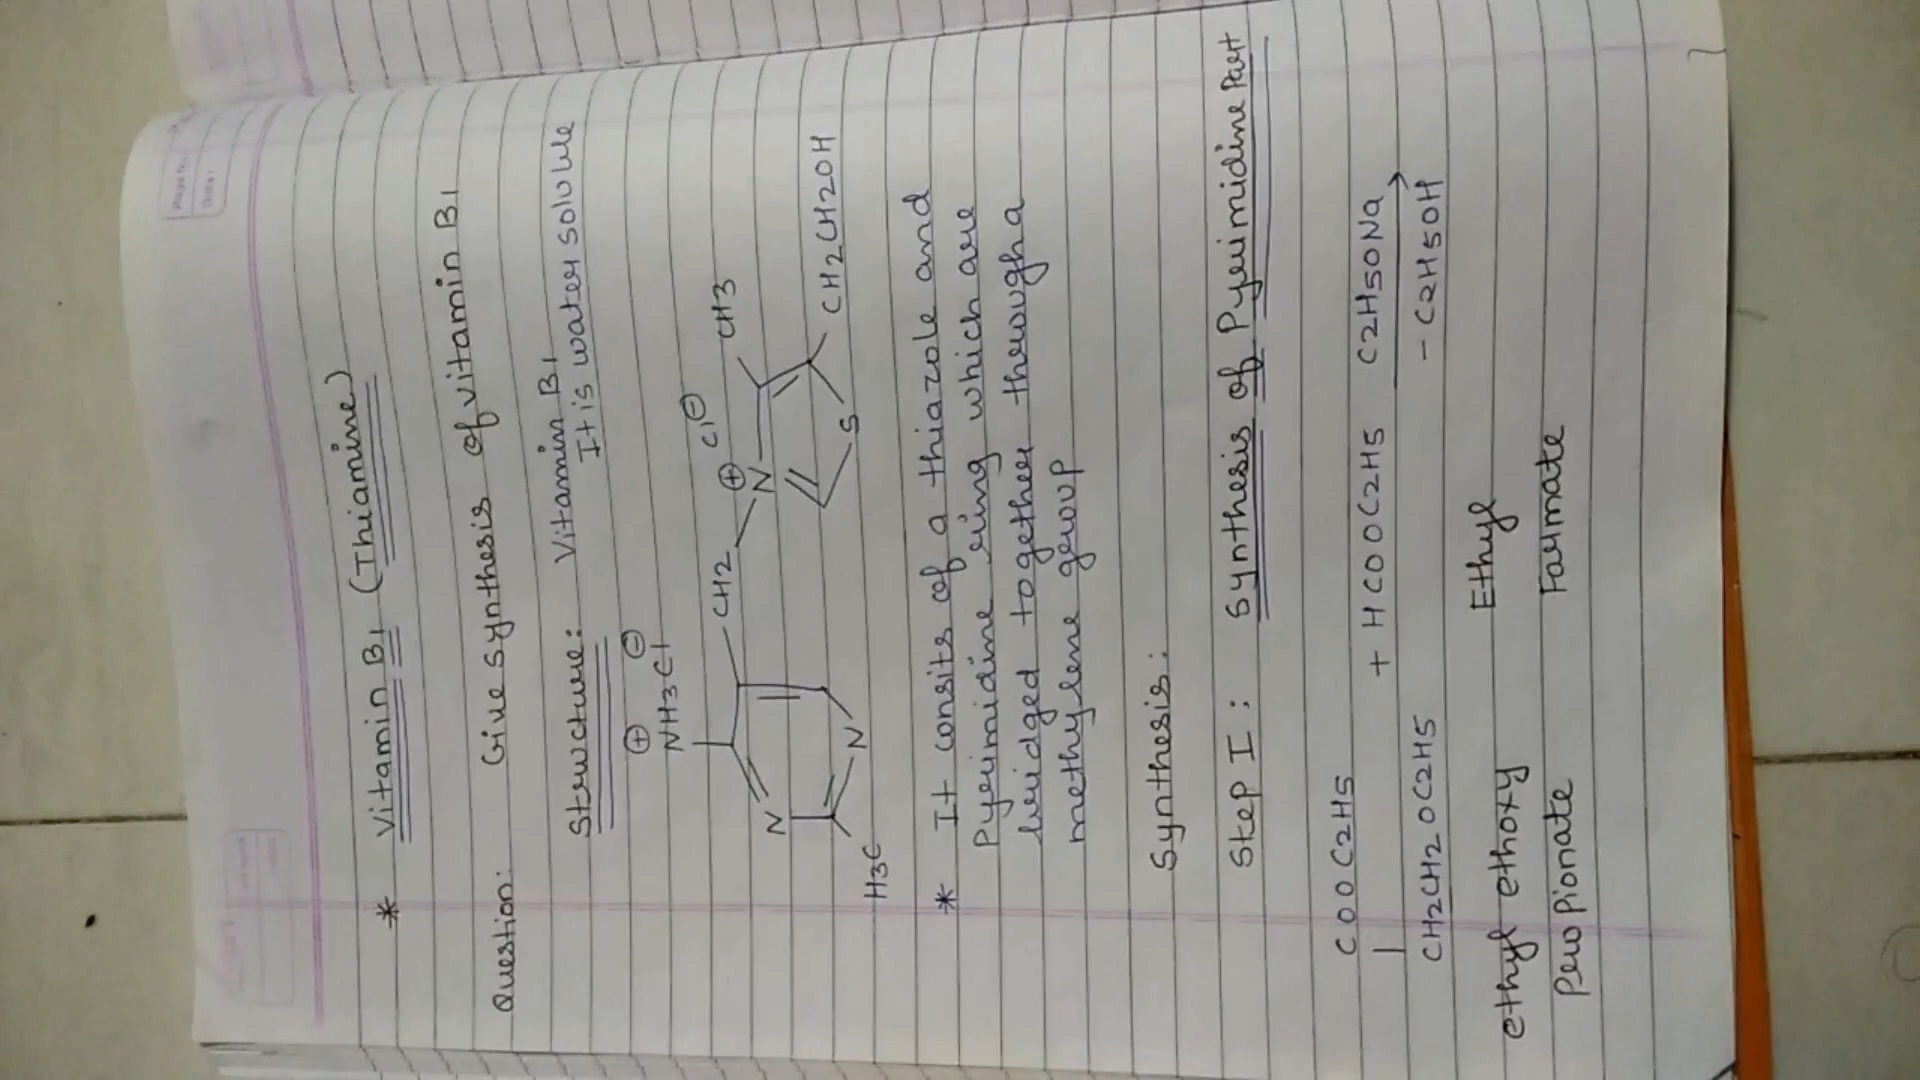 * Vitamin B1 (Thiamine)
Question: Give synthesis of vitamin B1
Structure: Vitamin B1
It is water soluble
⊕ ⊖
NH3Cl
CH2
⊕ Cl⊖
N
CH3
N
N
S
CH2CH2OH
H3C
* It consits of a thiazole and
Pyrimidine ring which are
bridged together through a
methylene group
Synthesis:
Step I: Synthesis of Pyrimidine Part
COOC2H5
|
CH2CH2OC2H5
+ HCOOC2H5
C2H5ONa
→
- C2H5OH
ethyl ethoxy
Propionate
Ethyl
Formate